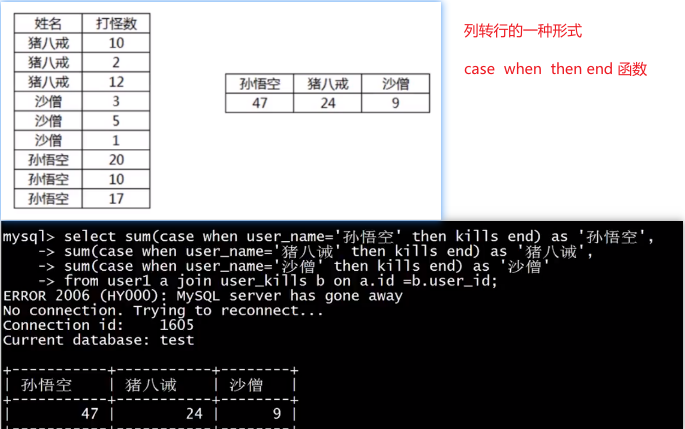 姓名 打怪数
猪八戒 10
猪八戒 2
猪八戒 12
沙僧 3
沙僧 5
沙僧 1
孙悟空 20
孙悟空 10
孙悟空 17
孙悟空 猪八戒 沙僧
47 24 9
列转行的一种形式
case when then end 函数
mysql> select sum(case when user_name='孙悟空' then kills end) as '孙悟空',
-> sum(case when user_name='猪八诫' then kills end) as '猪八诫',
-> sum(case when user_name='沙僧' then kills end) as '沙僧'
-> from user1 a join user_kills b on a.id =b.user_id;
ERROR 2006 (HY000): MySQL server has gone away
No connection. Trying to reconnect...
Connection id:    1605
Current database: test
+-----------+-----------+--------+
| 孙悟空 | 猪八诫 | 沙僧 |
+-----------+-----------+--------+
| 47 | 24 | 9 |